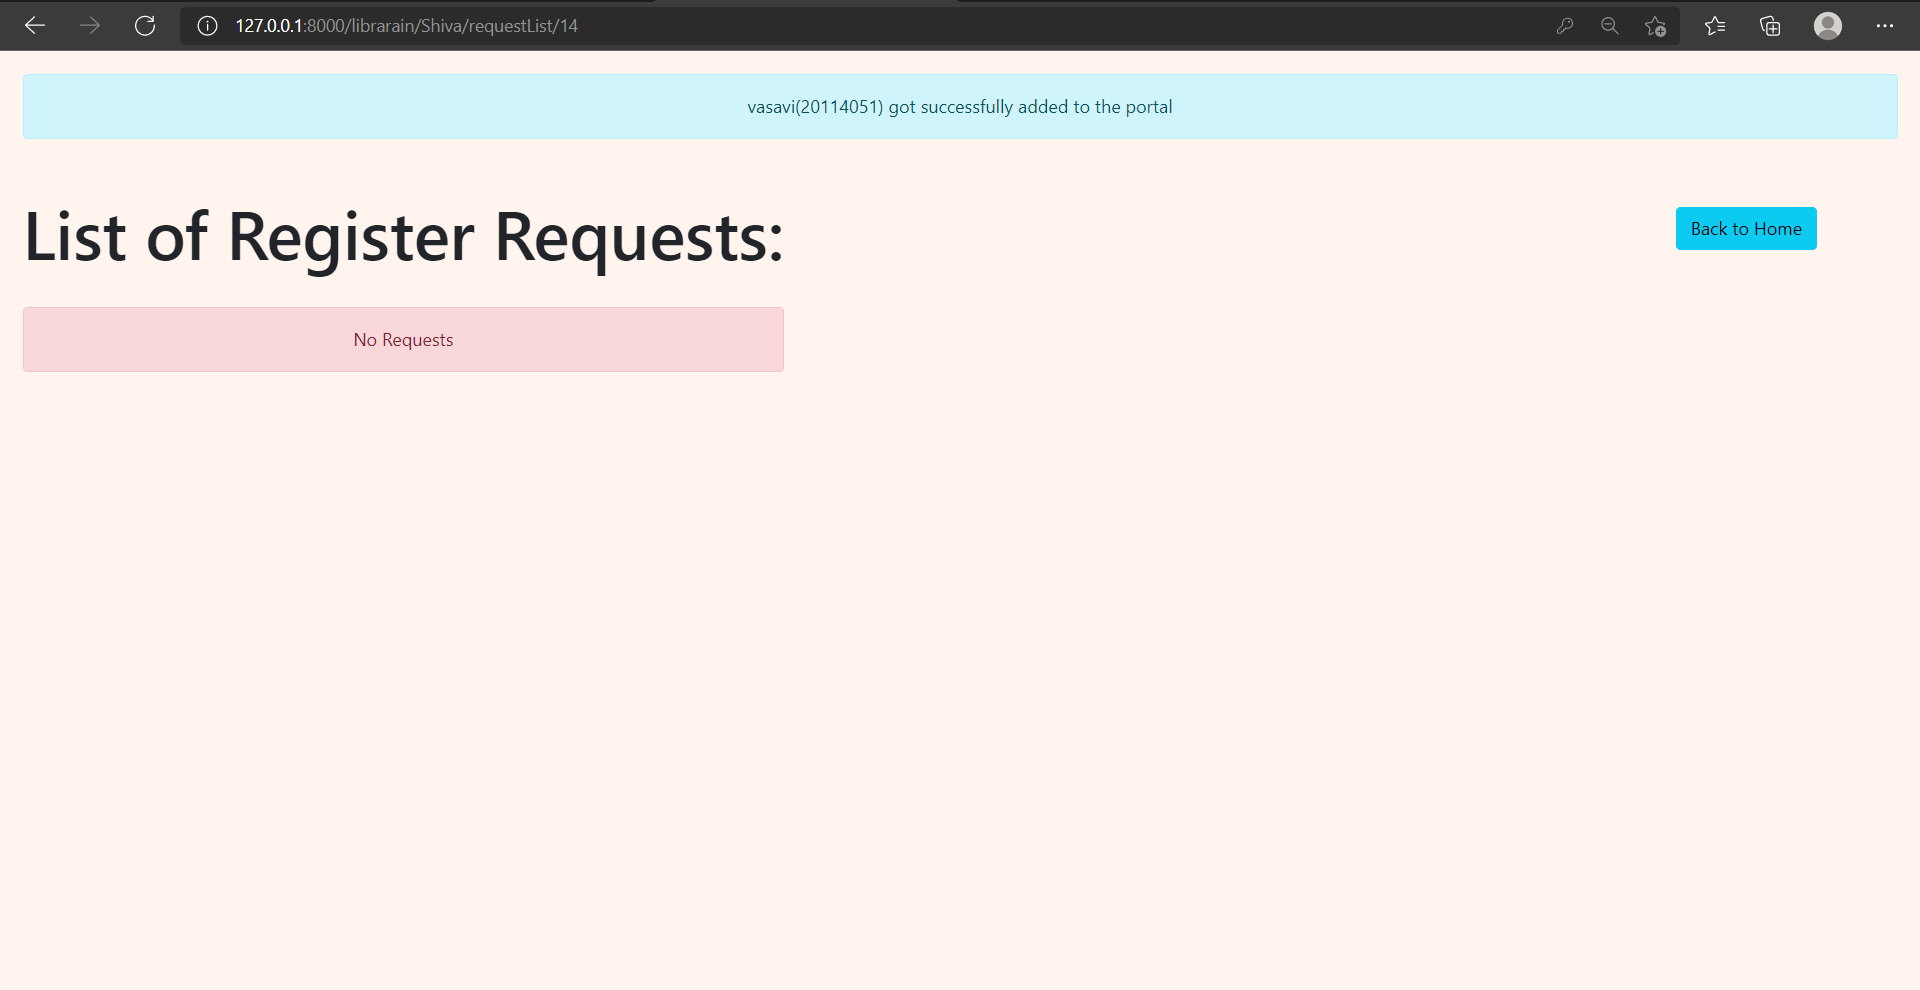 127.0.0.1:8000/librarain/Shiva/requestList/14
vasavi(20114051) got successfully added to the portal
List of Register Requests:
Back to Home
No Requests